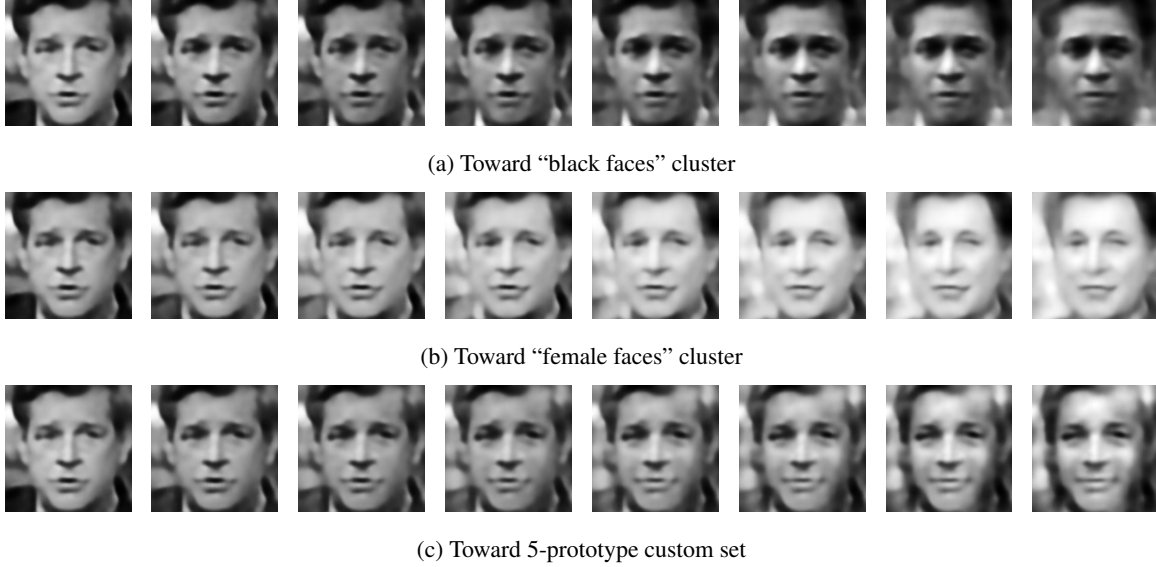 (a) Toward “black faces” cluster
(b) Toward “female faces” cluster
(c) Toward 5-prototype custom set